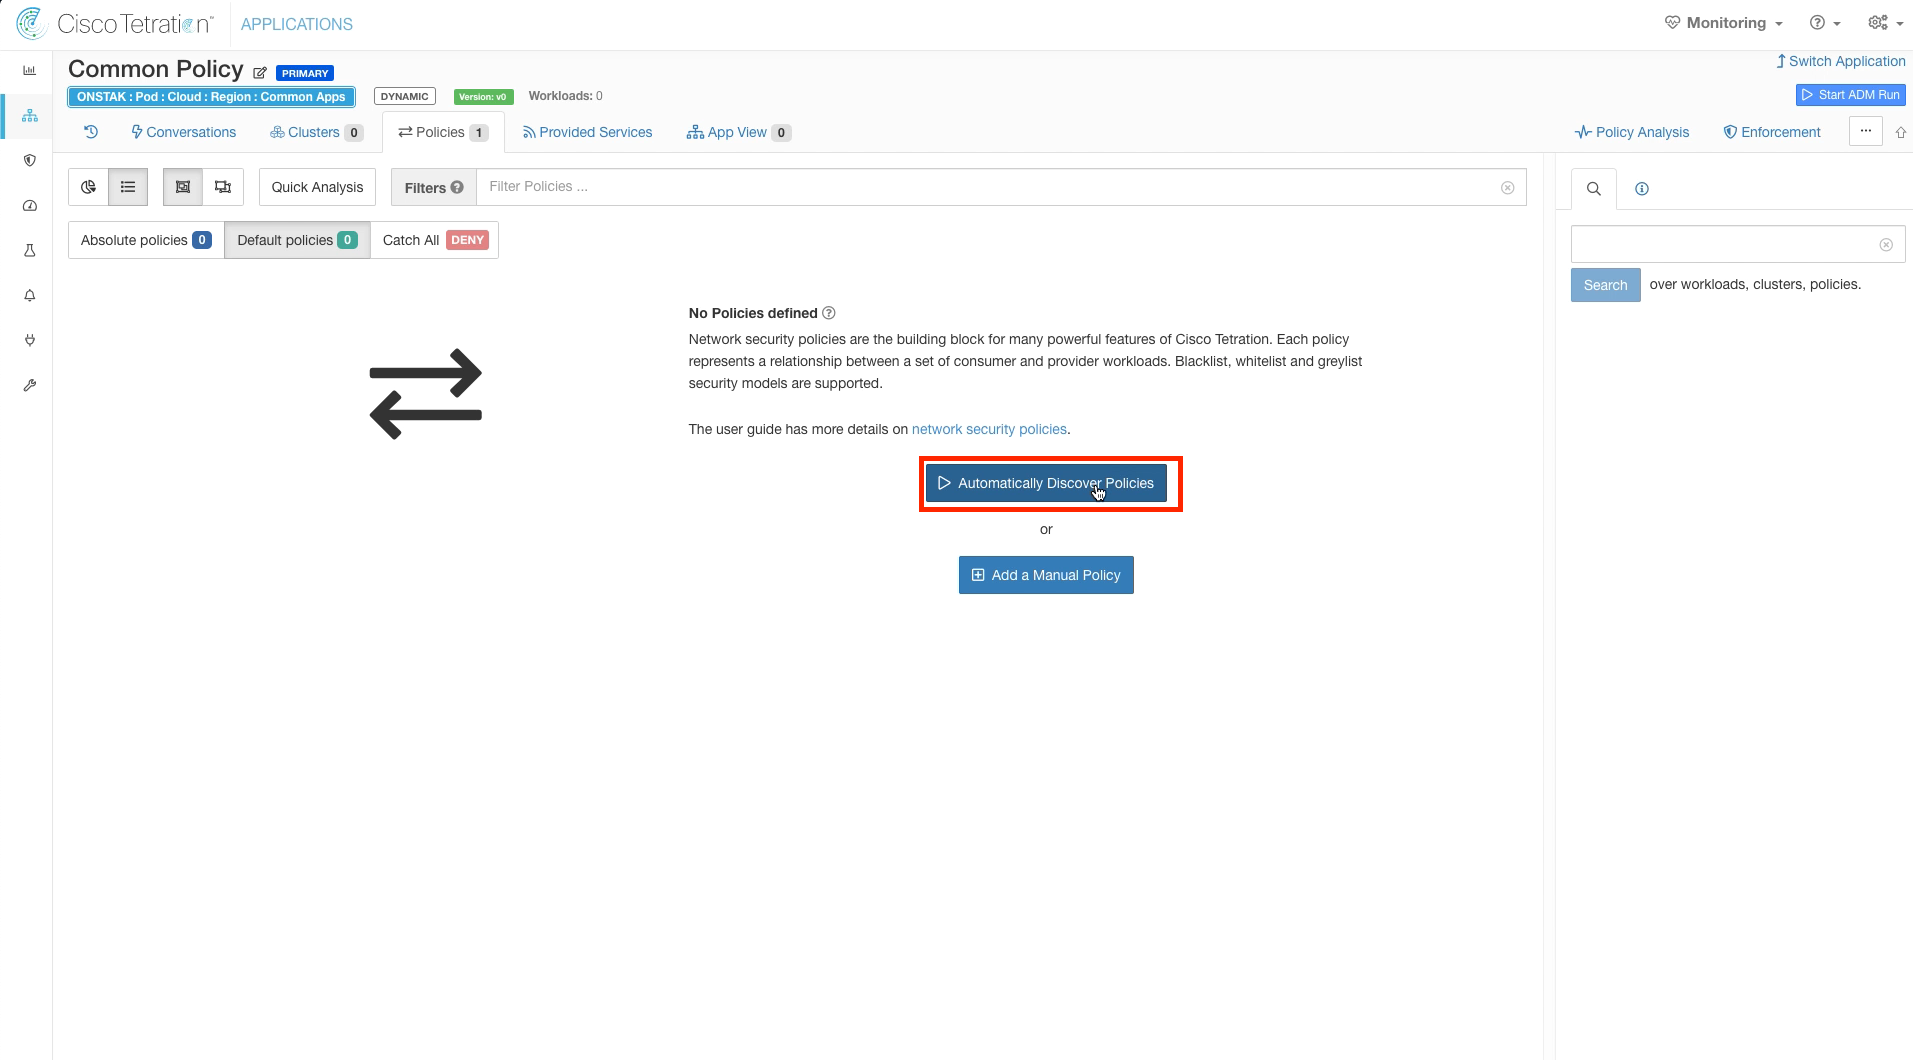 Cisco Tetration™ APPLICATIONS Monitoring
Common Policy PRIMARY
Switch Application
ONSTAK : Pod : Cloud : Region : Common Apps DYNAMIC Version: v0 Workloads: 0
Start ADM Run
Conversations Clusters 0 Policies 1 Provided Services App View 0 Policy Analysis Enforcement ...
Quick Analysis Filters Filter Policies ...
Absolute policies 0 Default policies 0 Catch All DENY
Search over workloads, clusters, policies.
No Policies defined
Network security policies are the building block for many powerful features of Cisco Tetration. Each policy
represents a relationship between a set of consumer and provider workloads. Blacklist, whitelist and greylist
security models are supported.
The user guide has more details on network security policies.
Automatically Discover Policies
or
Add a Manual Policy